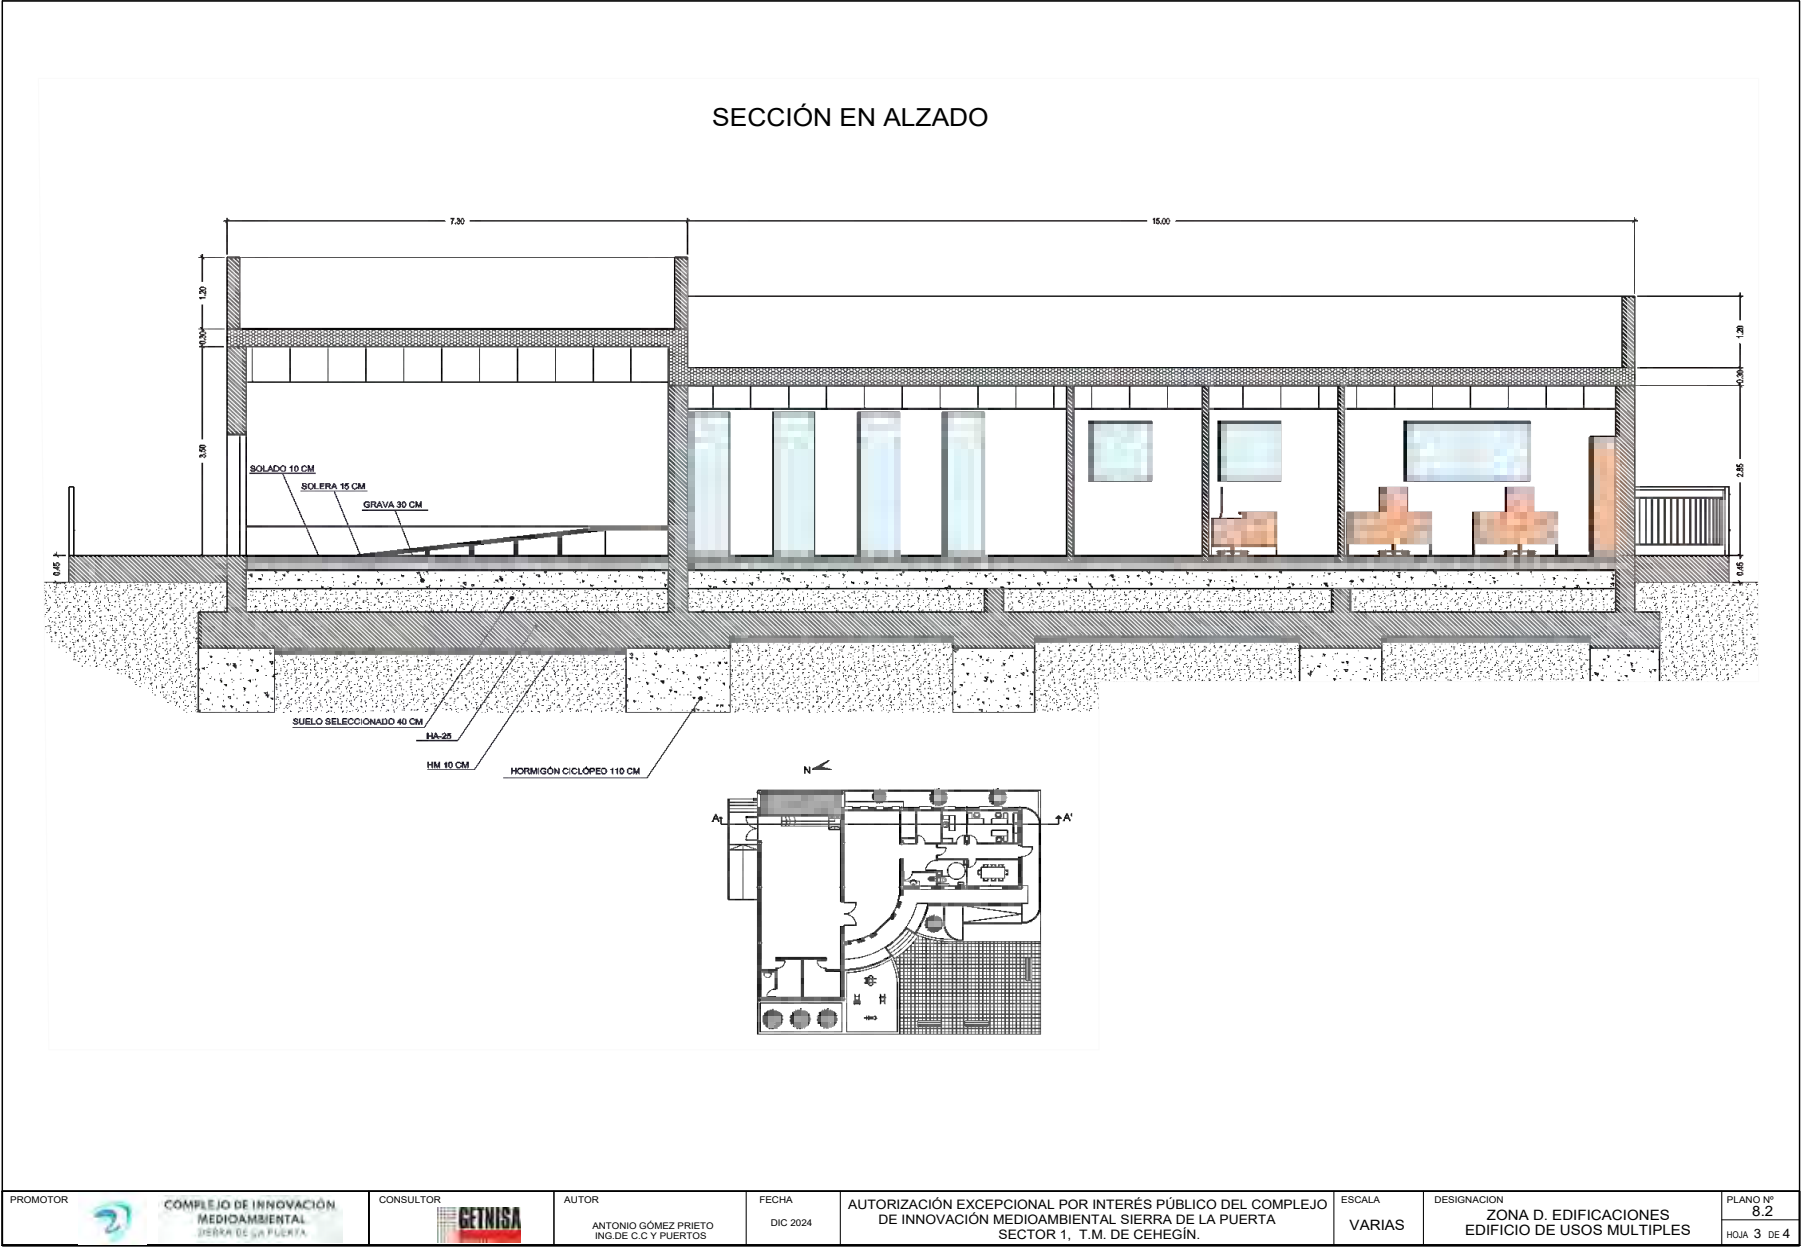 SECCIÓN EN ALZADO
7.30
15.00
1.20
0.30
3.50
0.45
1.20
0.30
2.85
0.45
SOLADO 10 CM
SOLERA 15 CM
GRAVA 30 CM
SUELO SELECCIONADO 40 CM
HA-25
HM 10 CM
HORMIGÓN CICLÓPEO 110 CM
N
A
A'
PROMOTOR
COMPLEJO DE INNOVACIÓN
MEDIOAMBIENTAL
SIERRA DE LA PUERTA
CONSULTOR
GETNISA
AUTOR
ANTONIO GÓMEZ PRIETO
ING.DE C.C Y PUERTOS
FECHA
DIC 2024
AUTORIZACIÓN EXCEPCIONAL POR INTERÉS PÚBLICO DEL COMPLEJO
DE INNOVACIÓN MEDIOAMBIENTAL SIERRA DE LA PUERTA
SECTOR 1, T.M. DE CEHEGÍN.
ESCALA
VARIAS
DESIGNACION
ZONA D. EDIFICACIONES
EDIFICIO DE USOS MULTIPLES
PLANO Nº
8.2
HOJA 3 DE 4